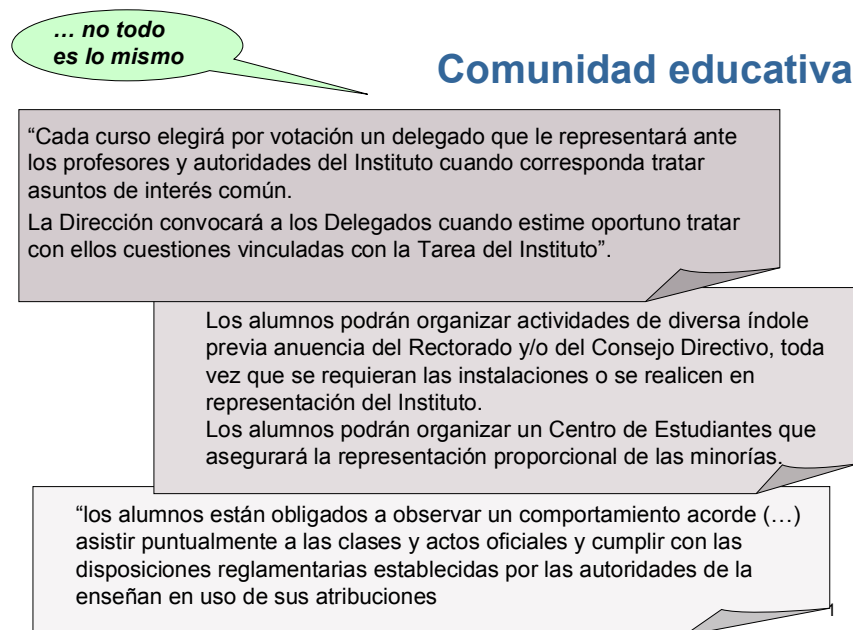 … no todo
es lo mismo
Comunidad educativa
“Cada curso elegirá por votación un delegado que le representará ante
los profesores y autoridades del Instituto cuando corresponda tratar
asuntos de interés común.
La Dirección convocará a los Delegados cuando estime oportuno tratar
con ellos cuestiones vinculadas con la Tarea del Instituto”.
Los alumnos podrán organizar actividades de diversa índole
previa anuencia del Rectorado y/o del Consejo Directivo, toda
vez que se requieran las instalaciones o se realicen en
representación del Instituto.
Los alumnos podrán organizar un Centro de Estudiantes que
asegurará la representación proporcional de las minorías.
“los alumnos están obligados a observar un comportamiento acorde (…)
asistir puntualmente a las clases y actos oficiales y cumplir con las
disposiciones reglamentarias establecidas por las autoridades de la
enseñan en uso de sus atribuciones
1